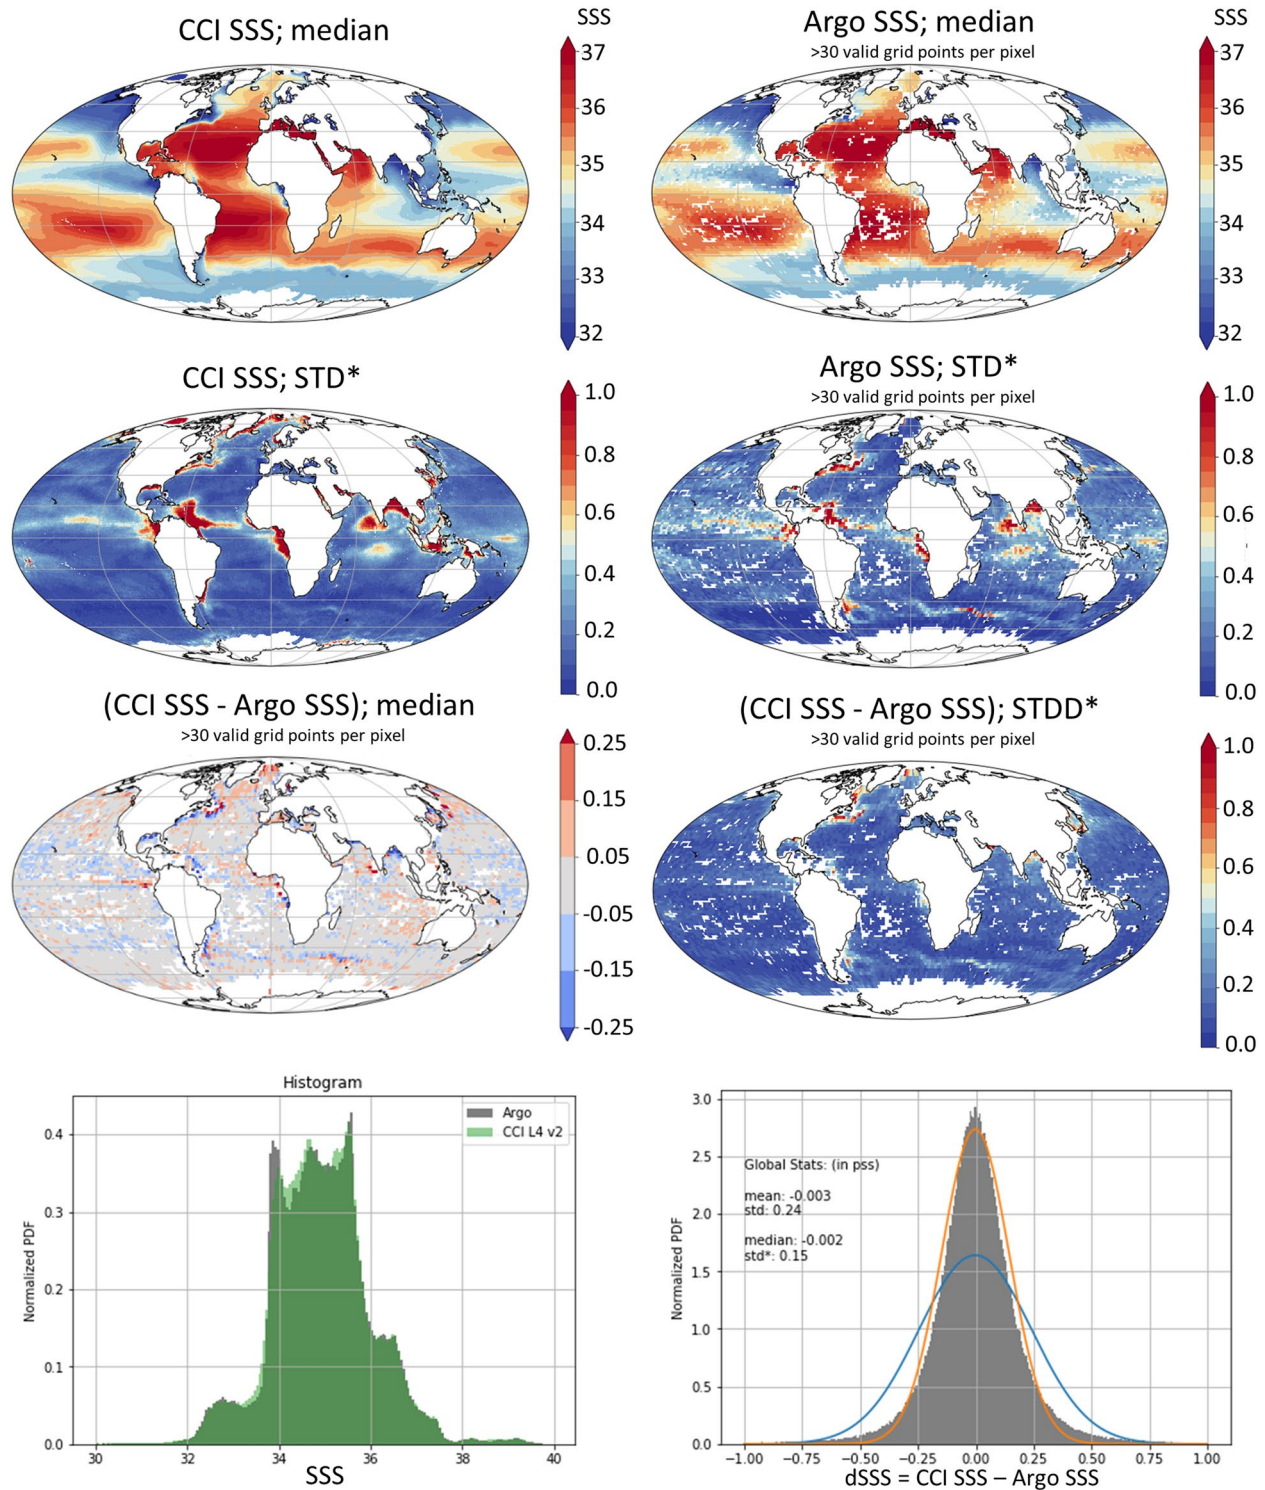 CCI SSS; median
SSS
37
36
35
34
33
32
Argo SSS; median
>30 valid grid points per pixel
SSS
37
36
35
34
33
32
CCI SSS; STD*
1.0
0.8
0.6
0.4
0.2
0.0
Argo SSS; STD*
>30 valid grid points per pixel
1.0
0.8
0.6
0.4
0.2
0.0
(CCI SSS - Argo SSS); median
>30 valid grid points per pixel
0.25
0.15
0.05
-0.05
-0.15
-0.25
(CCI SSS - Argo SSS); STDD*
>30 valid grid points per pixel
1.0
0.8
0.6
0.4
0.2
0.0
Histogram
Argo
CCI L4 v2
Normalized PDF
0.4
0.3
0.2
0.1
0.0
30 32 34 36 38 40
SSS
Normalized PDF
3.0
2.5
2.0
1.5
1.0
0.5
0.0
Global Stats: (in pss)
mean: -0.003
std: 0.24
median: -0.002
std*: 0.15
−1.00 −0.75 −0.50 −0.25 0.00 0.25 0.50 0.75 1.00
dSSS = CCI SSS – Argo SSS